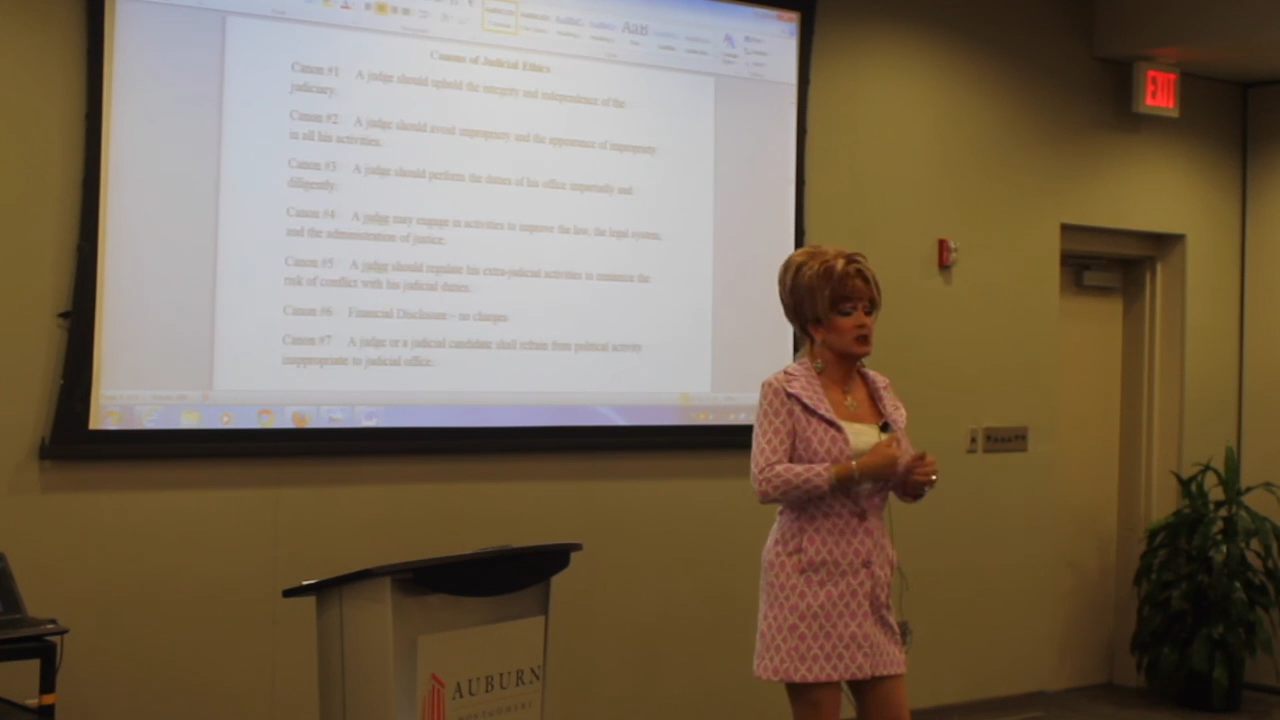 AaB
Canons of Judicial Ethics
Canon #1 A judge should uphold the integrity and independence of the
judiciary.
Canon #2 A judge should avoid impropriety and the appearance of impropriety
in all his activities.
Canon #3 A judge should perform the duties of his office impartially and
diligently.
Canon #4 A judge may engage in activities to improve the law, the legal system,
and the administration of justice.
Canon #5 A judge should regulate his extra-judicial activities to minimize the
risk of conflict with his judicial duties.
Canon #6 Financial Disclosure – no changes
Canon #7 A judge or a judicial candidate shall refrain from political activity
inappropriate to judicial office.
EXIT
AUBURN
MONTGOMERY